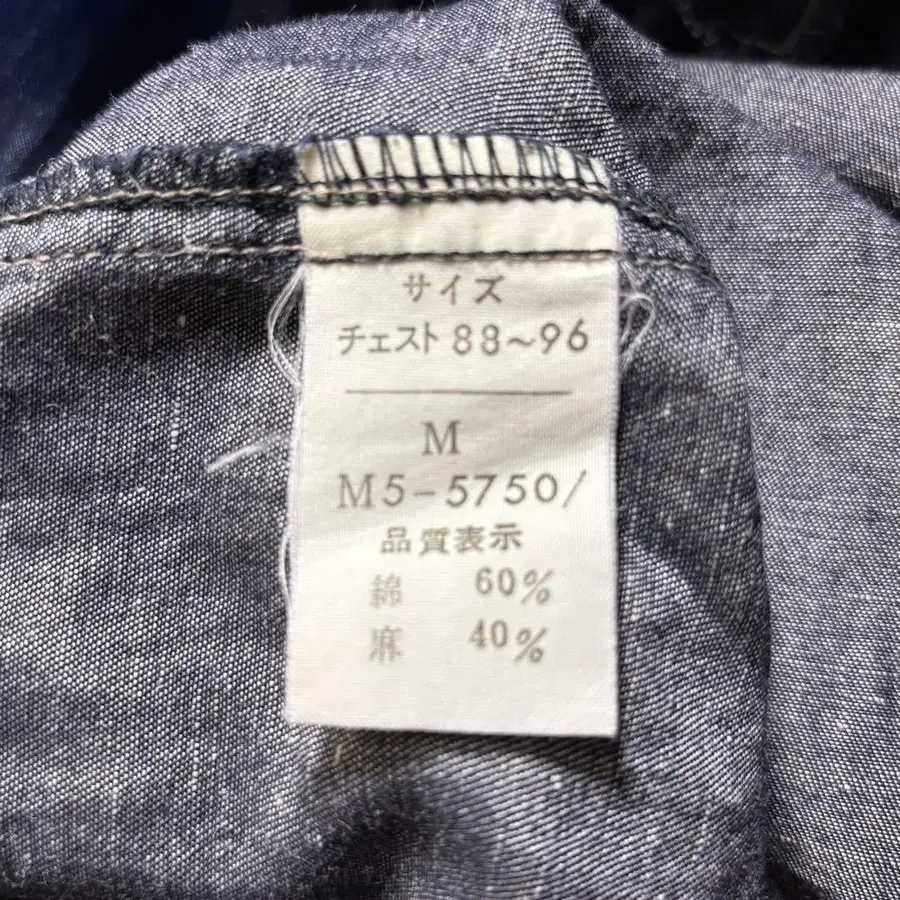 サイズ
チェスト 88〜96
M
M5-5750/
品質表示
綿 60%
麻 40%